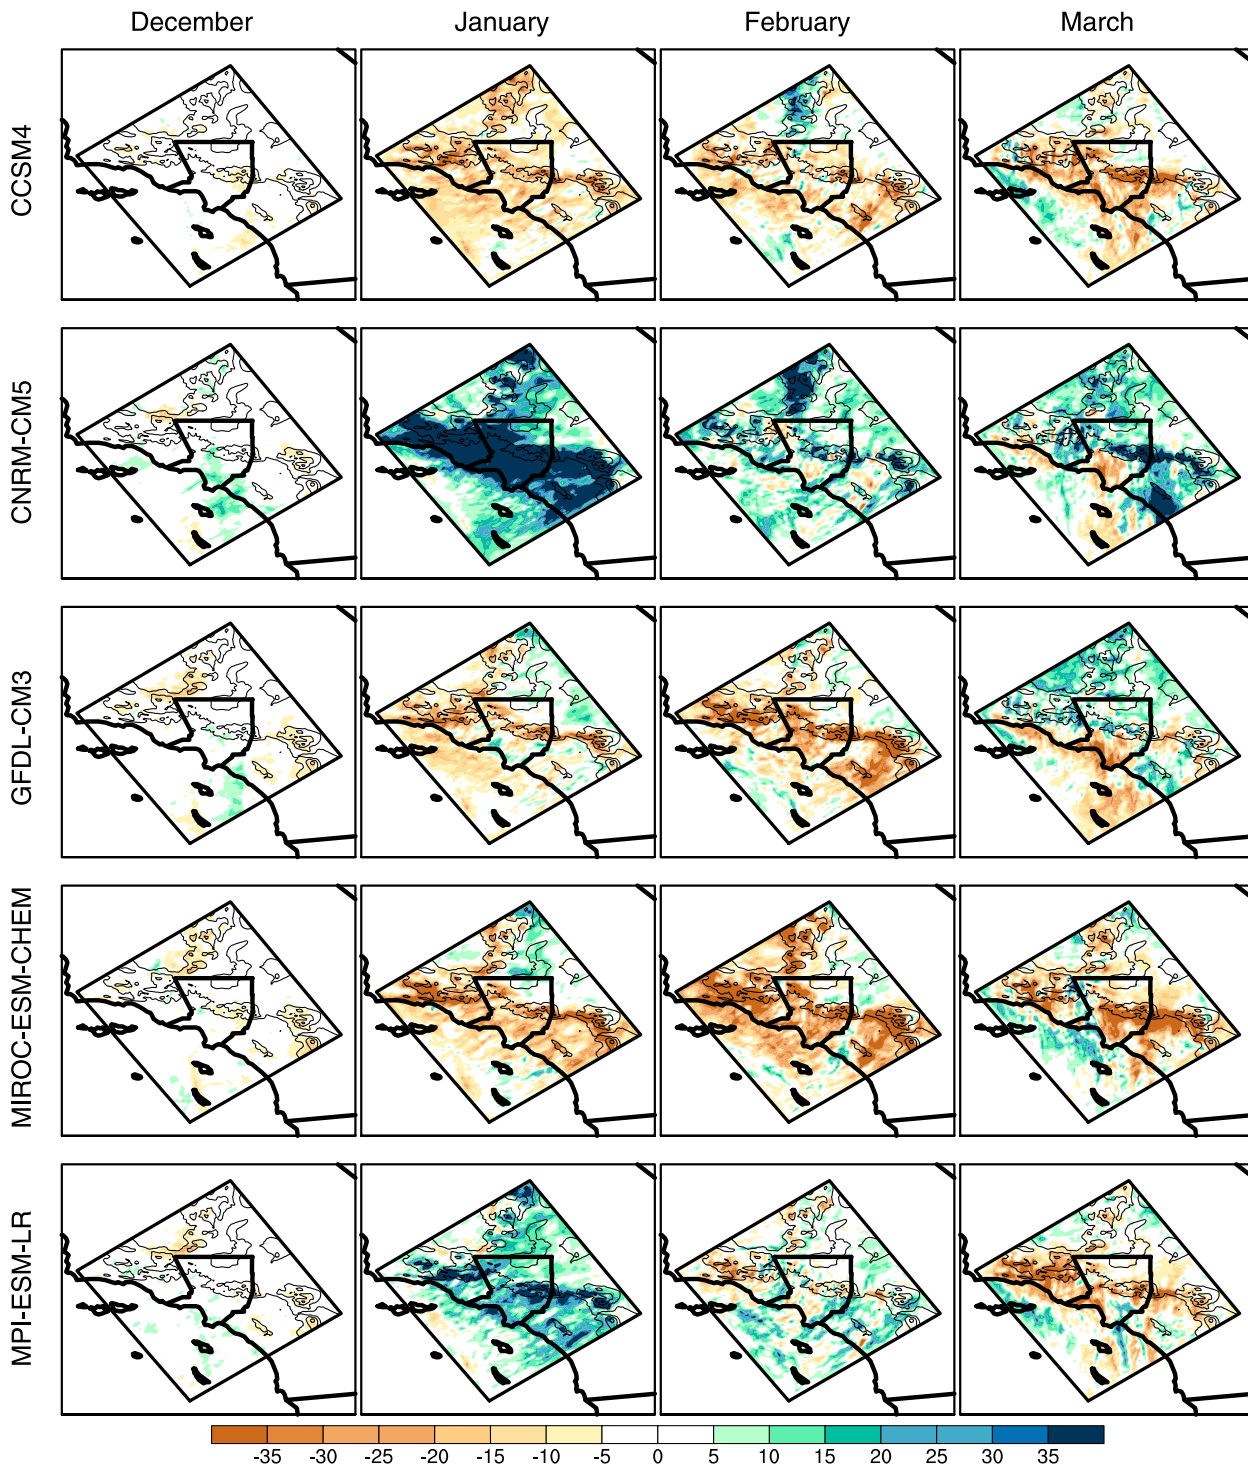 December January February March
CCSM4
CNRM-CM5
GFDL-CM3
MIROC-ESM-CHEM
MPI-ESM-LR
-35 -30 -25 -20 -15 -10 -5 0 5 10 15 20 25 30 35